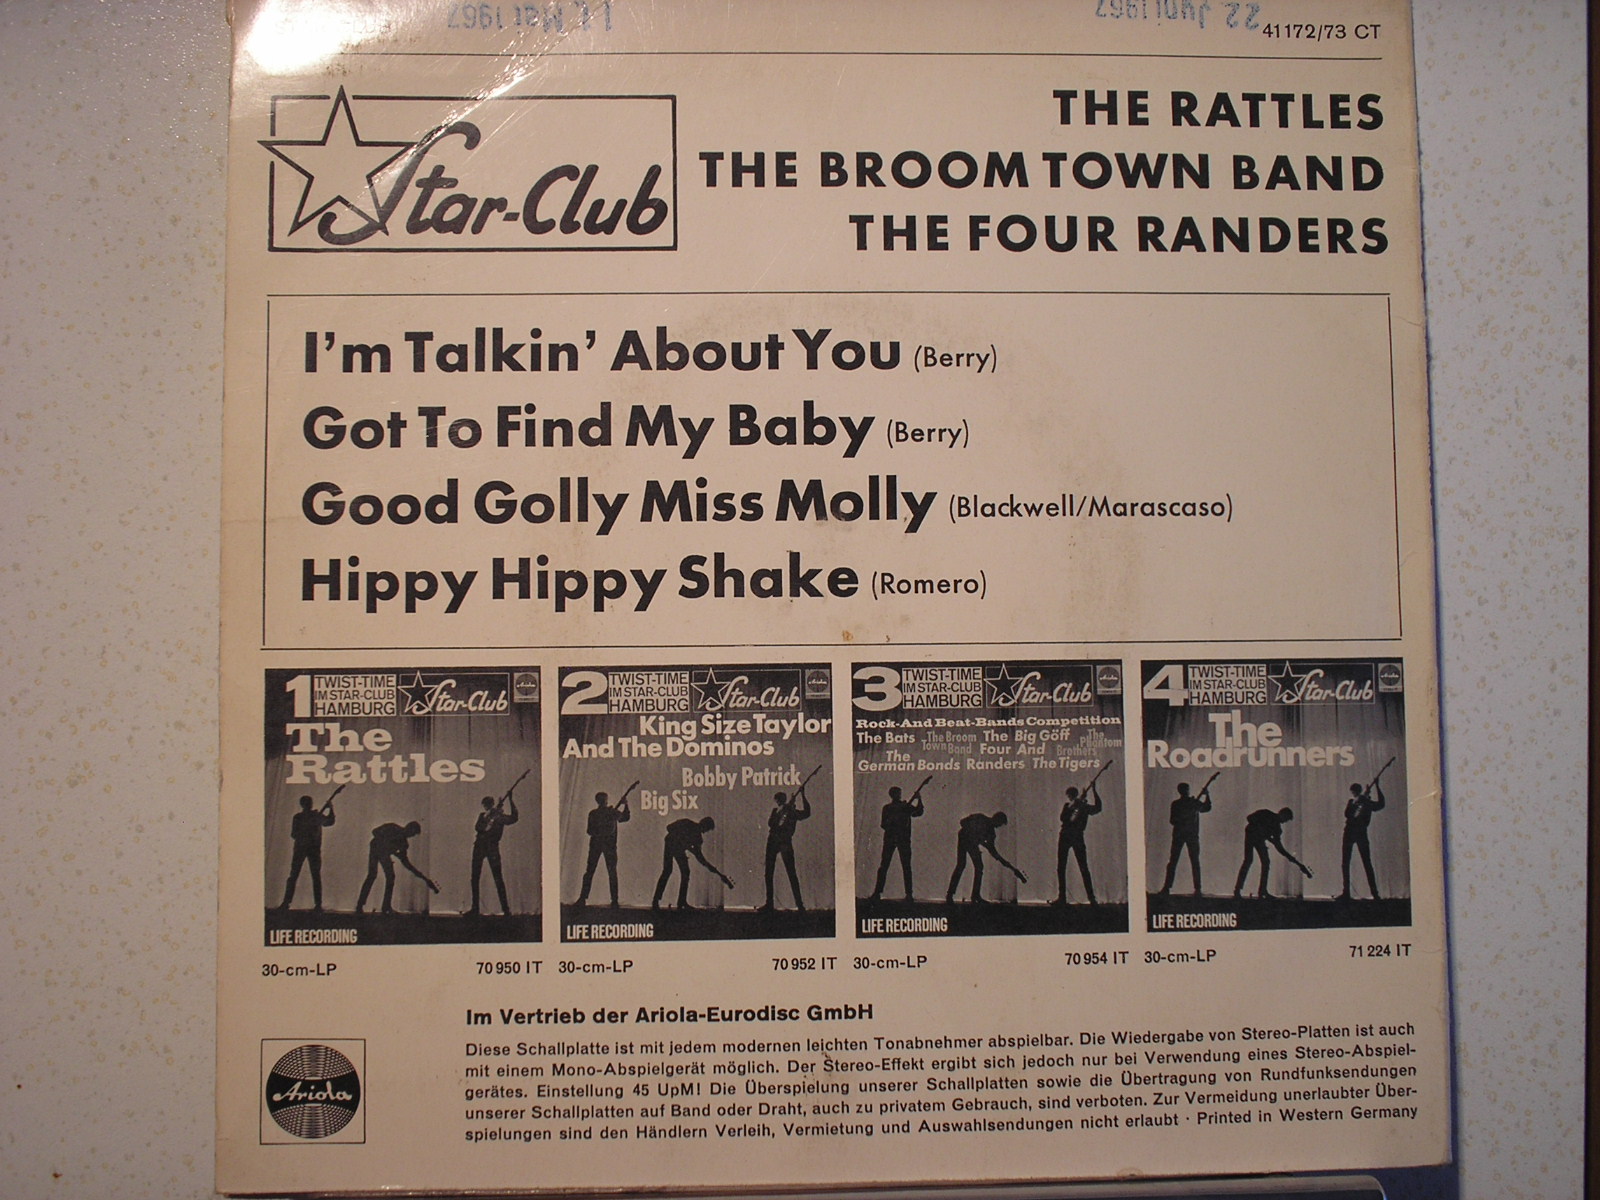 22. Juni 1967
Mai 1967
41172/73 CT
Star-Club
THE RATTLES
THE BROOM TOWN BAND
THE FOUR RANDERS
I'm Talkin' About You (Berry)
Got To Find My Baby (Berry)
Good Golly Miss Molly (Blackwell/Marascaso)
Hippy Hippy Shake (Romero)
1 TWIST-TIME
IM STAR-CLUB
HAMBURG
Star-Club
The
Rattles
LIFE RECORDING
30-cm-LP 70 950 IT
2 TWIST-TIME
IM STAR-CLUB
HAMBURG
Star-Club
King Size Taylor
And The Dominos
Bobby Patrick
Big Six
LIFE RECORDING
30-cm-LP 70 952 IT
3 TWIST-TIME
IM STAR-CLUB
HAMBURG
Star-Club
Rock-And Beat-Bands Competition
The Bats The Broom Town Band The Big Göff Four And The Phantom Brothers
The German Bonds Randers The Tigers
LIFE RECORDING
30-cm-LP 70 954 IT
4 TWIST-TIME
IM STAR-CLUB
HAMBURG
Star-Club
The
Roadrunners
LIFE RECORDING
30-cm-LP 71 224 IT
Ariola
Im Vertrieb der Ariola-Eurodisc GmbH
Diese Schallplatte ist mit jedem modernen leichten Tonabnehmer abspielbar. Die Wiedergabe von Stereo-Platten ist auch
mit einem Mono-Abspielgerät möglich. Der Stereo-Effekt ergibt sich jedoch nur bei Verwendung eines Stereo-Abspiel-
gerätes. Einstellung 45 UpM! Die Überspielung unserer Schallplatten sowie die Übertragung von Rundfunksendungen
unserer Schallplatten auf Band oder Draht, auch zu privatem Gebrauch, sind verboten. Zur Vermeidung unerlaubter Über-
spielungen sind den Händlern Verleih, Vermietung und Auswahlsendungen nicht erlaubt · Printed in Western Germany